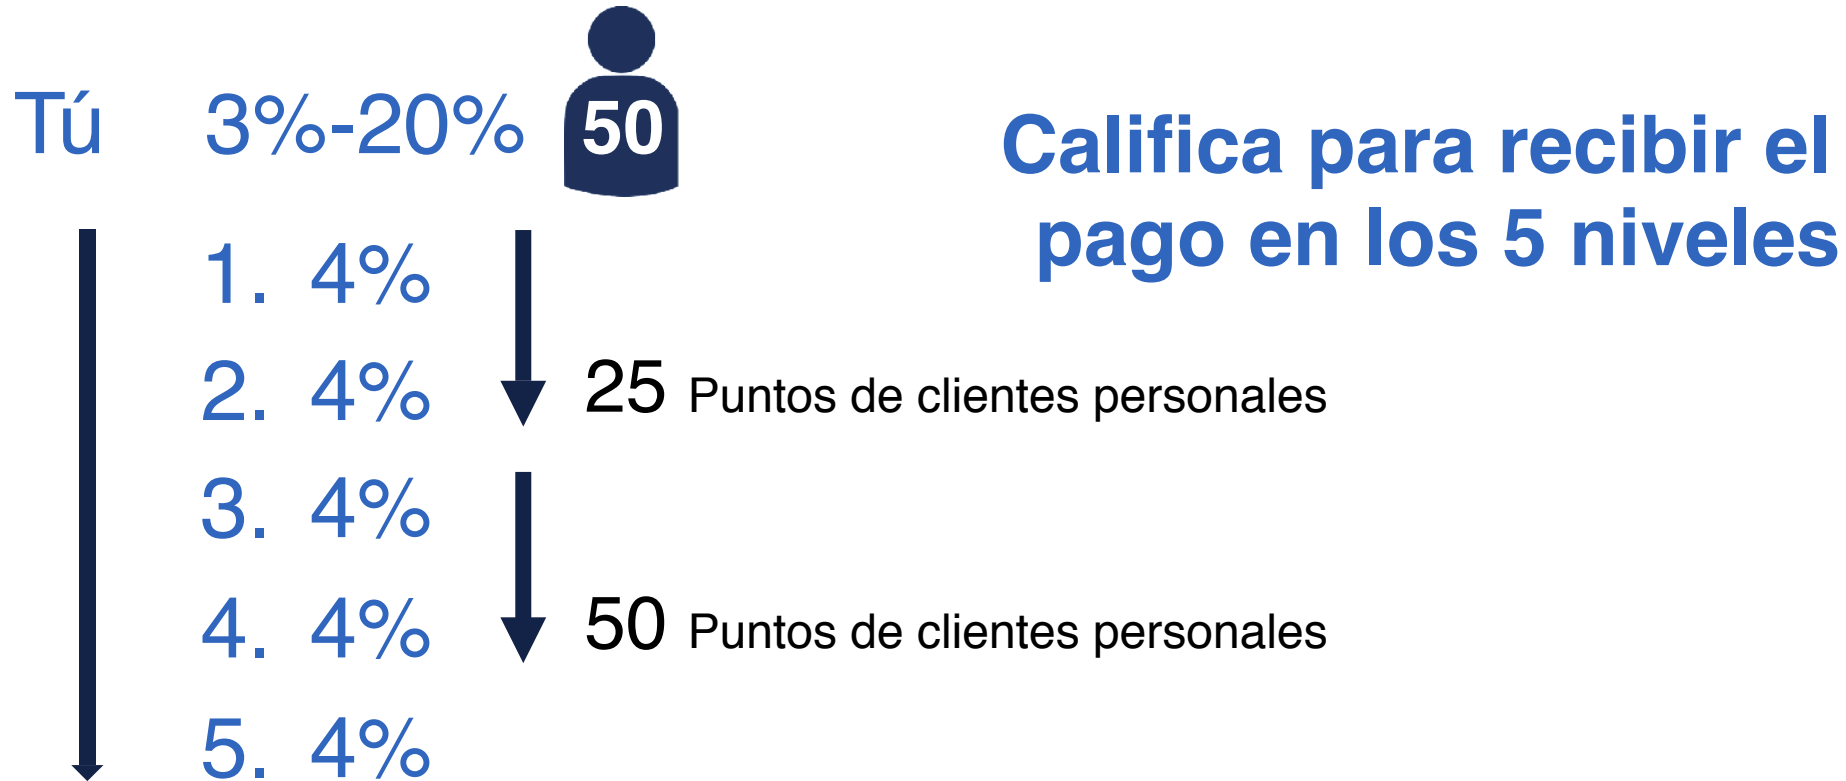 Tú 3%-20% 50
Califica para recibir el
pago en los 5 niveles
1. 4%
2. 4% 25 Puntos de clientes personales
3. 4%
4. 4% 50 Puntos de clientes personales
5. 4%